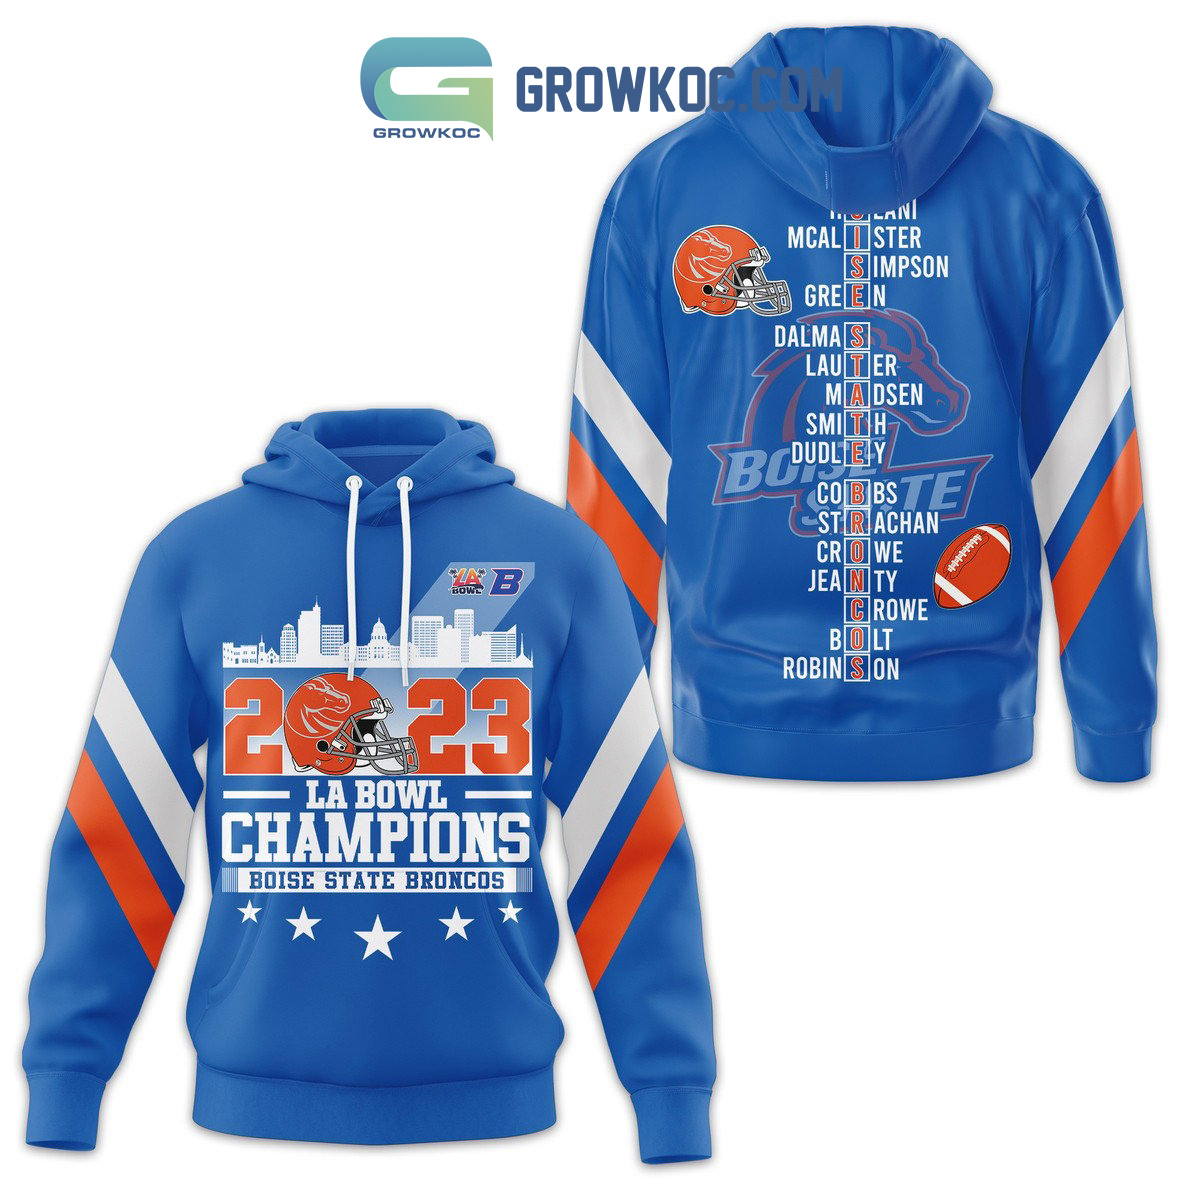 GROWKOC
GROWKOC.COM
MCALISTER
SIMPSON
GREEN
DALMAS
LAUTER
MADSEN
SMITH
DUDLEY
COBBS
STRACHAN
CROWE
JEANTY
CROWE
BOLT
ROBINSON
BOISE
STATE
LA
BOWL
B
2023
LA BOWL
CHAMPIONS
BOISE STATE BRONCOS